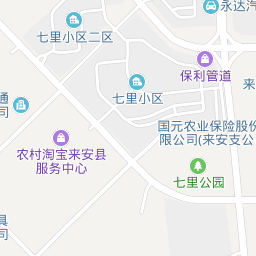 永达汽
七里小区二区
保利管道
来
七里小区
通
司
国元农业保险股份
限公司(来安支公
农村淘宝来安县
服务中心
七里公园
具
司